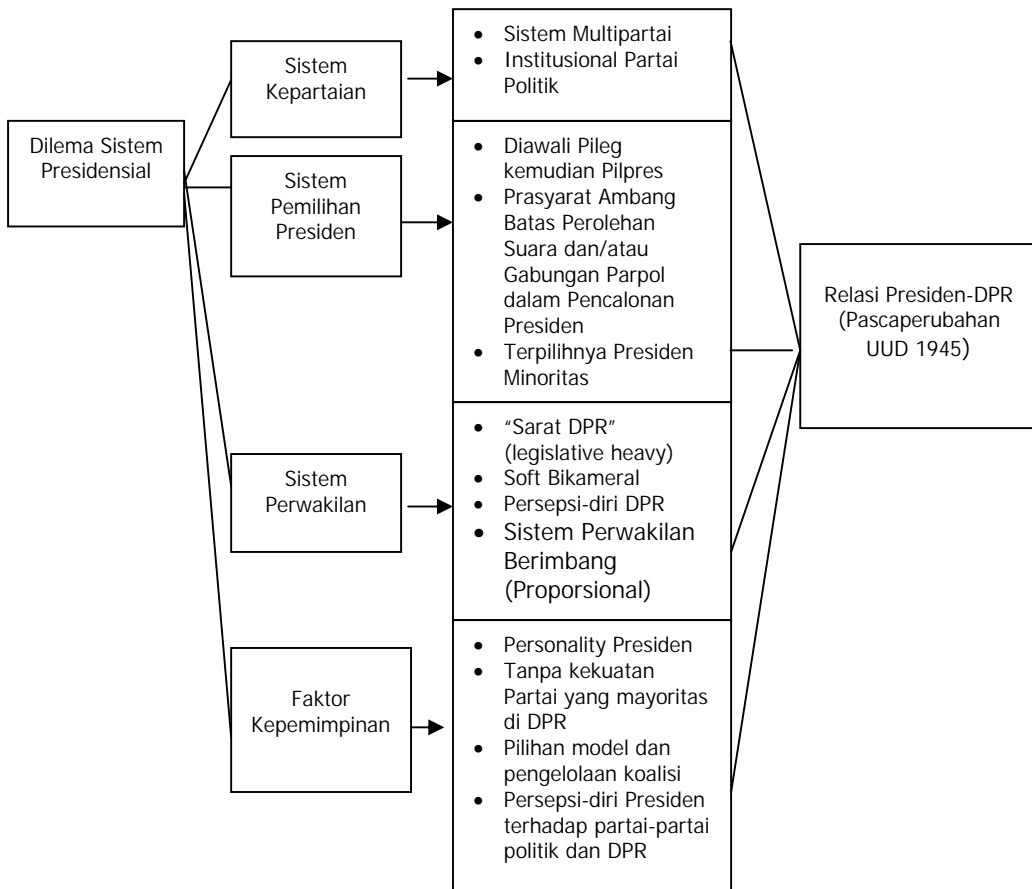 Dilema Sistem
Presidensial
Sistem
Kepartaian
• Sistem Multipartai
• Institusional Partai
Politik
Sistem
Pemilihan
Presiden
• Diawali Pileg
kemudian Pilpres
• Prasyarat Ambang
Batas Perolehan
Suara dan/atau
Gabungan Parpol
dalam Pencalonan
Presiden
• Terpilihnya Presiden
Minoritas
Sistem
Perwakilan
• “Sarat DPR”
(legislative heavy)
• Soft Bikameral
• Persepsi-diri DPR
• Sistem Perwakilan
Berimbang
(Proporsional)
Faktor
Kepemimpinan
• Personality Presiden
• Tanpa kekuatan
Partai yang mayoritas
di DPR
• Pilihan model dan
pengelolaan koalisi
• Persepsi-diri Presiden
terhadap partai-partai
politik dan DPR
Relasi Presiden-DPR
(Pascaperubahan
UUD 1945)